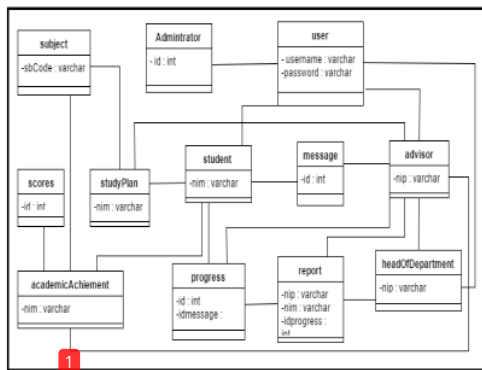 subject
-sbCode : varchar
Admintrator
- id : int
user
- username : varchar
-password : varchar
scores
-id : int
studyPlan
-nim : varchar
student
-nim : varchar
message
-id : int
advisor
-nip : varchar
academicAchiement
-nim : varchar
progress
-id : int
-idmessage :
report
-nip : varchar
-nim : varchar
-idprogress :
int
headOfDepartment
-nip : varchar
1